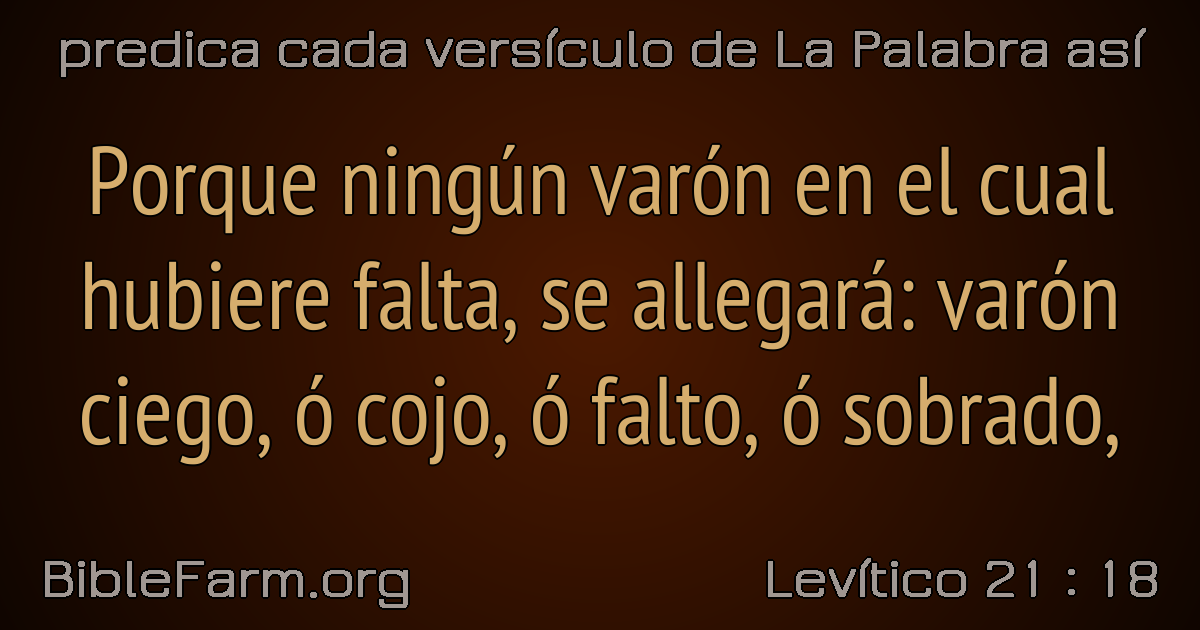 predica cada versículo de La Palabra así
Porque ningún varón en el cual
hubiere falta, se allegará: varón
ciego, ó cojo, ó falto, ó sobrado,
BibleFarm.org
Levítico 21 : 18